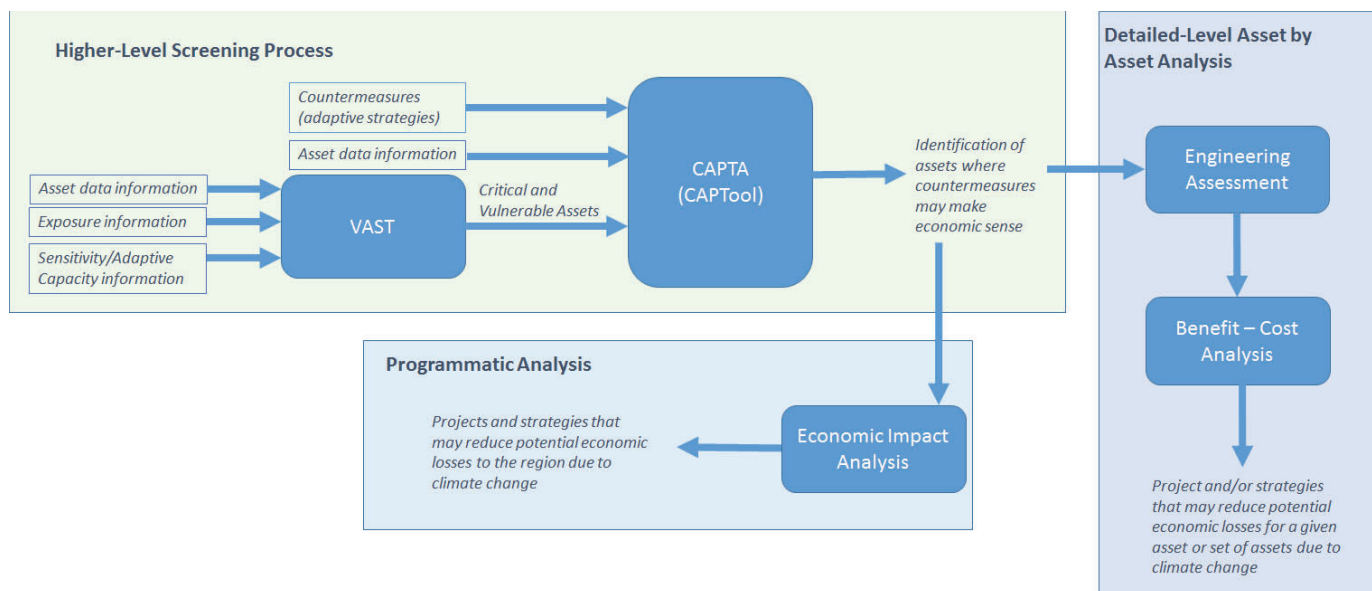 Higher-Level Screening Process
Countermeasures
(adaptive strategies)
Asset data information
Asset data information
Exposure information
Sensitivity/Adaptive
Capacity information
VAST
Critical and
Vulnerable Assets
CAPTA
(CAPTool)
Identification of
assets where
countermeasures
may make
economic sense
Programmatic Analysis
Projects and strategies that
may reduce potential economic
losses to the region due to
climate change
Economic Impact
Analysis
Detailed-Level Asset by
Asset Analysis
Engineering
Assessment
Benefit – Cost
Analysis
Project and/or strategies
that may reduce potential
economic losses for a given
asset or set of assets due to
climate change